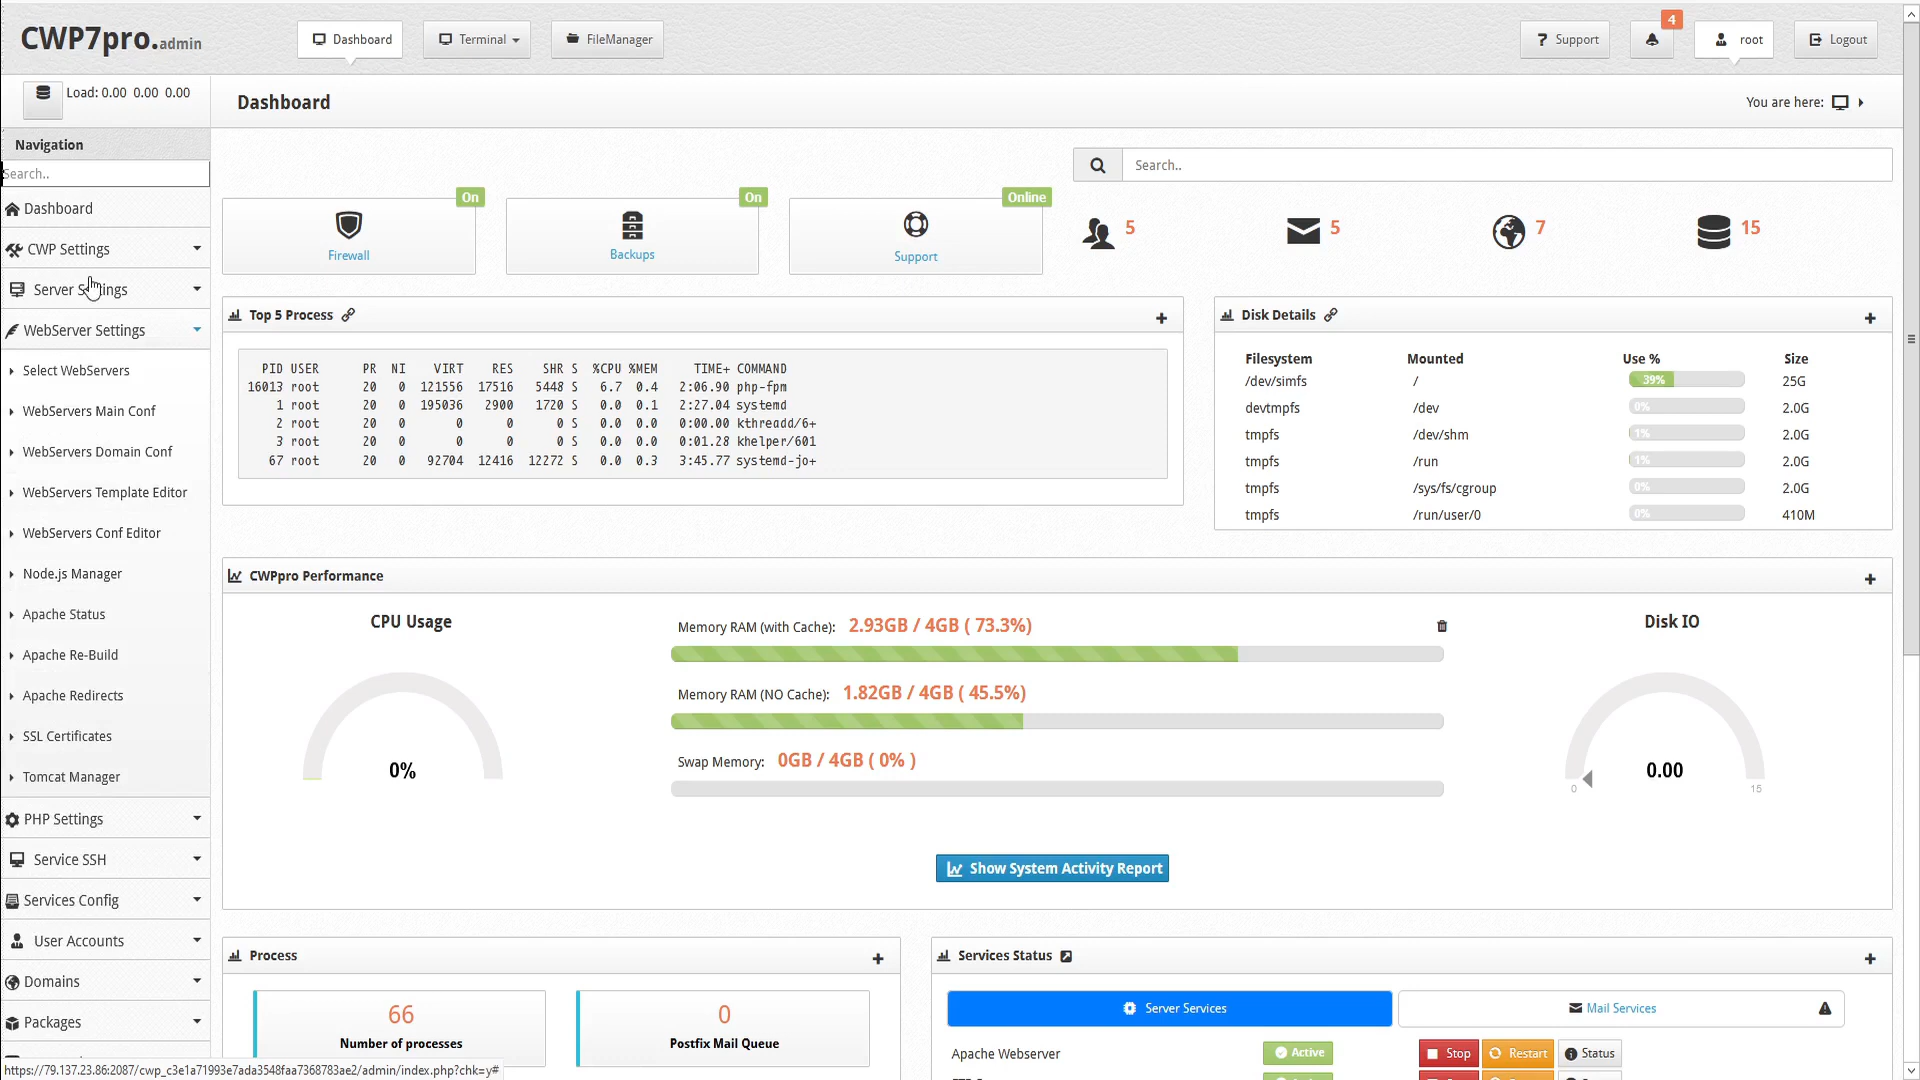 CWP7pro.admin
Dashboard
Terminal
FileManager
Support
4
root
Logout
Load: 0.00 0.00 0.00
Dashboard
You are here:
Navigation
Search..
Dashboard
CWP Settings
Server Settings
WebServer Settings
Select WebServers
WebServers Main Conf
WebServers Domain Conf
WebServers Template Editor
WebServers Conf Editor
Node.js Manager
Apache Status
Apache Re-Build
Apache Redirects
SSL Certificates
Tomcat Manager
PHP Settings
Service SSH
Services Config
User Accounts
Domains
Packages
Search..
On
Firewall
On
Backups
Online
Support
5
5
7
15
Top 5 Process
PID USER PR NI VIRT RES SHR S %CPU %MEM TIME+ COMMAND
16013 root 20 0 121556 17516 5448 S 6.7 0.4 2:06.90 php-fpm
1 root 20 0 195036 2900 1720 S 0.0 0.1 2:27.04 systemd
2 root 20 0 0 0 0 S 0.0 0.0 0:00.00 kthreadd/6+
3 root 20 0 0 0 0 S 0.0 0.0 0:01.28 khelper/601
67 root 20 0 92704 12416 12272 S 0.0 0.3 3:45.77 systemd-jo+
Disk Details
Filesystem Mounted Use % Size
/dev/simfs / 39% 25G
devtmpfs /dev 0% 2.0G
tmpfs /dev/shm 1% 2.0G
tmpfs /run 1% 2.0G
tmpfs /sys/fs/cgroup 0% 2.0G
tmpfs /run/user/0 0% 410M
CWPpro Performance
CPU Usage
0%
Memory RAM (with Cache): 2.93GB / 4GB ( 73.3%)
Memory RAM (NO Cache): 1.82GB / 4GB ( 45.5%)
Swap Memory: 0GB / 4GB ( 0% )
Disk IO
0.00
0 15
Show System Activity Report
Process
66
Number of processes
0
Postfix Mail Queue
Services Status
Server Services
Mail Services
Apache Webserver Active Stop Restart Status
https://79.137.23.86:2087/cwp_c3e1a71993e7ada3548faa7368783ae2/admin/index.php?chk=y#